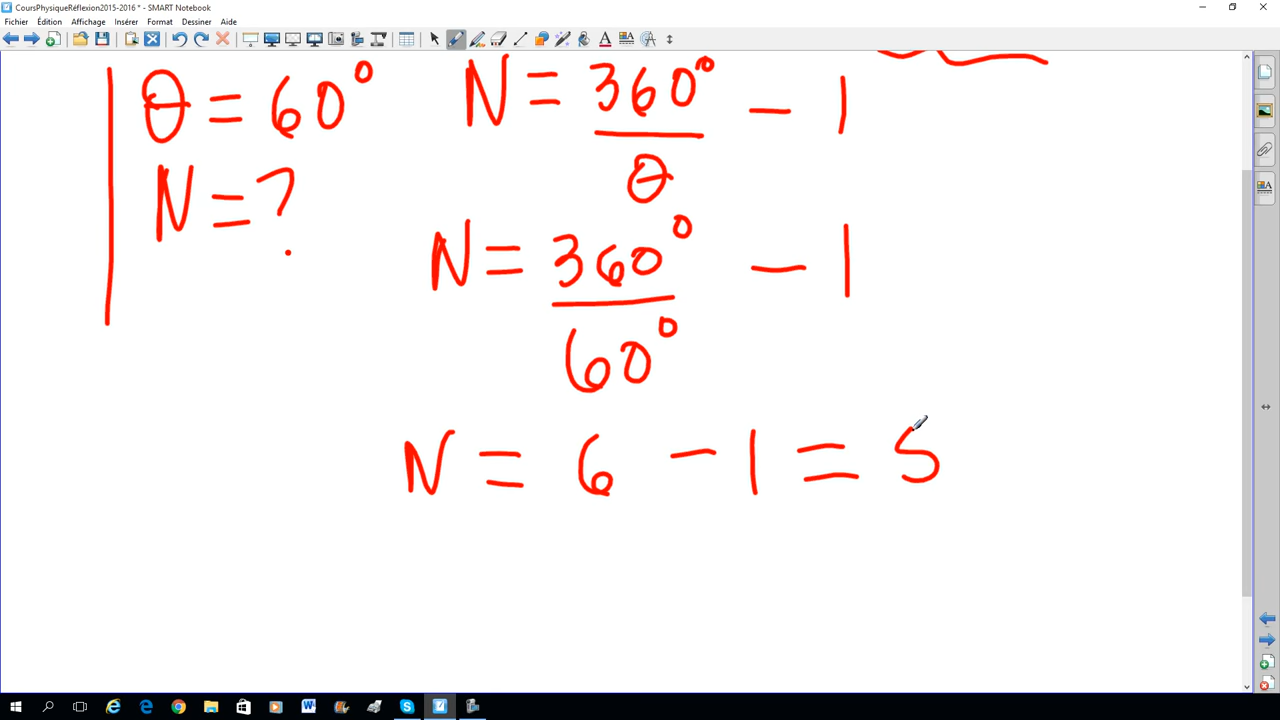 CoursPhysiqueRéflexion2015-2016 * - SMART Notebook
Fichier Édition Affichage Insérer Format Dessiner Aide
θ = 60° N = 360° / θ - 1
N = ?
N = 360° / 60° - 1
N = 6 - 1 = 5